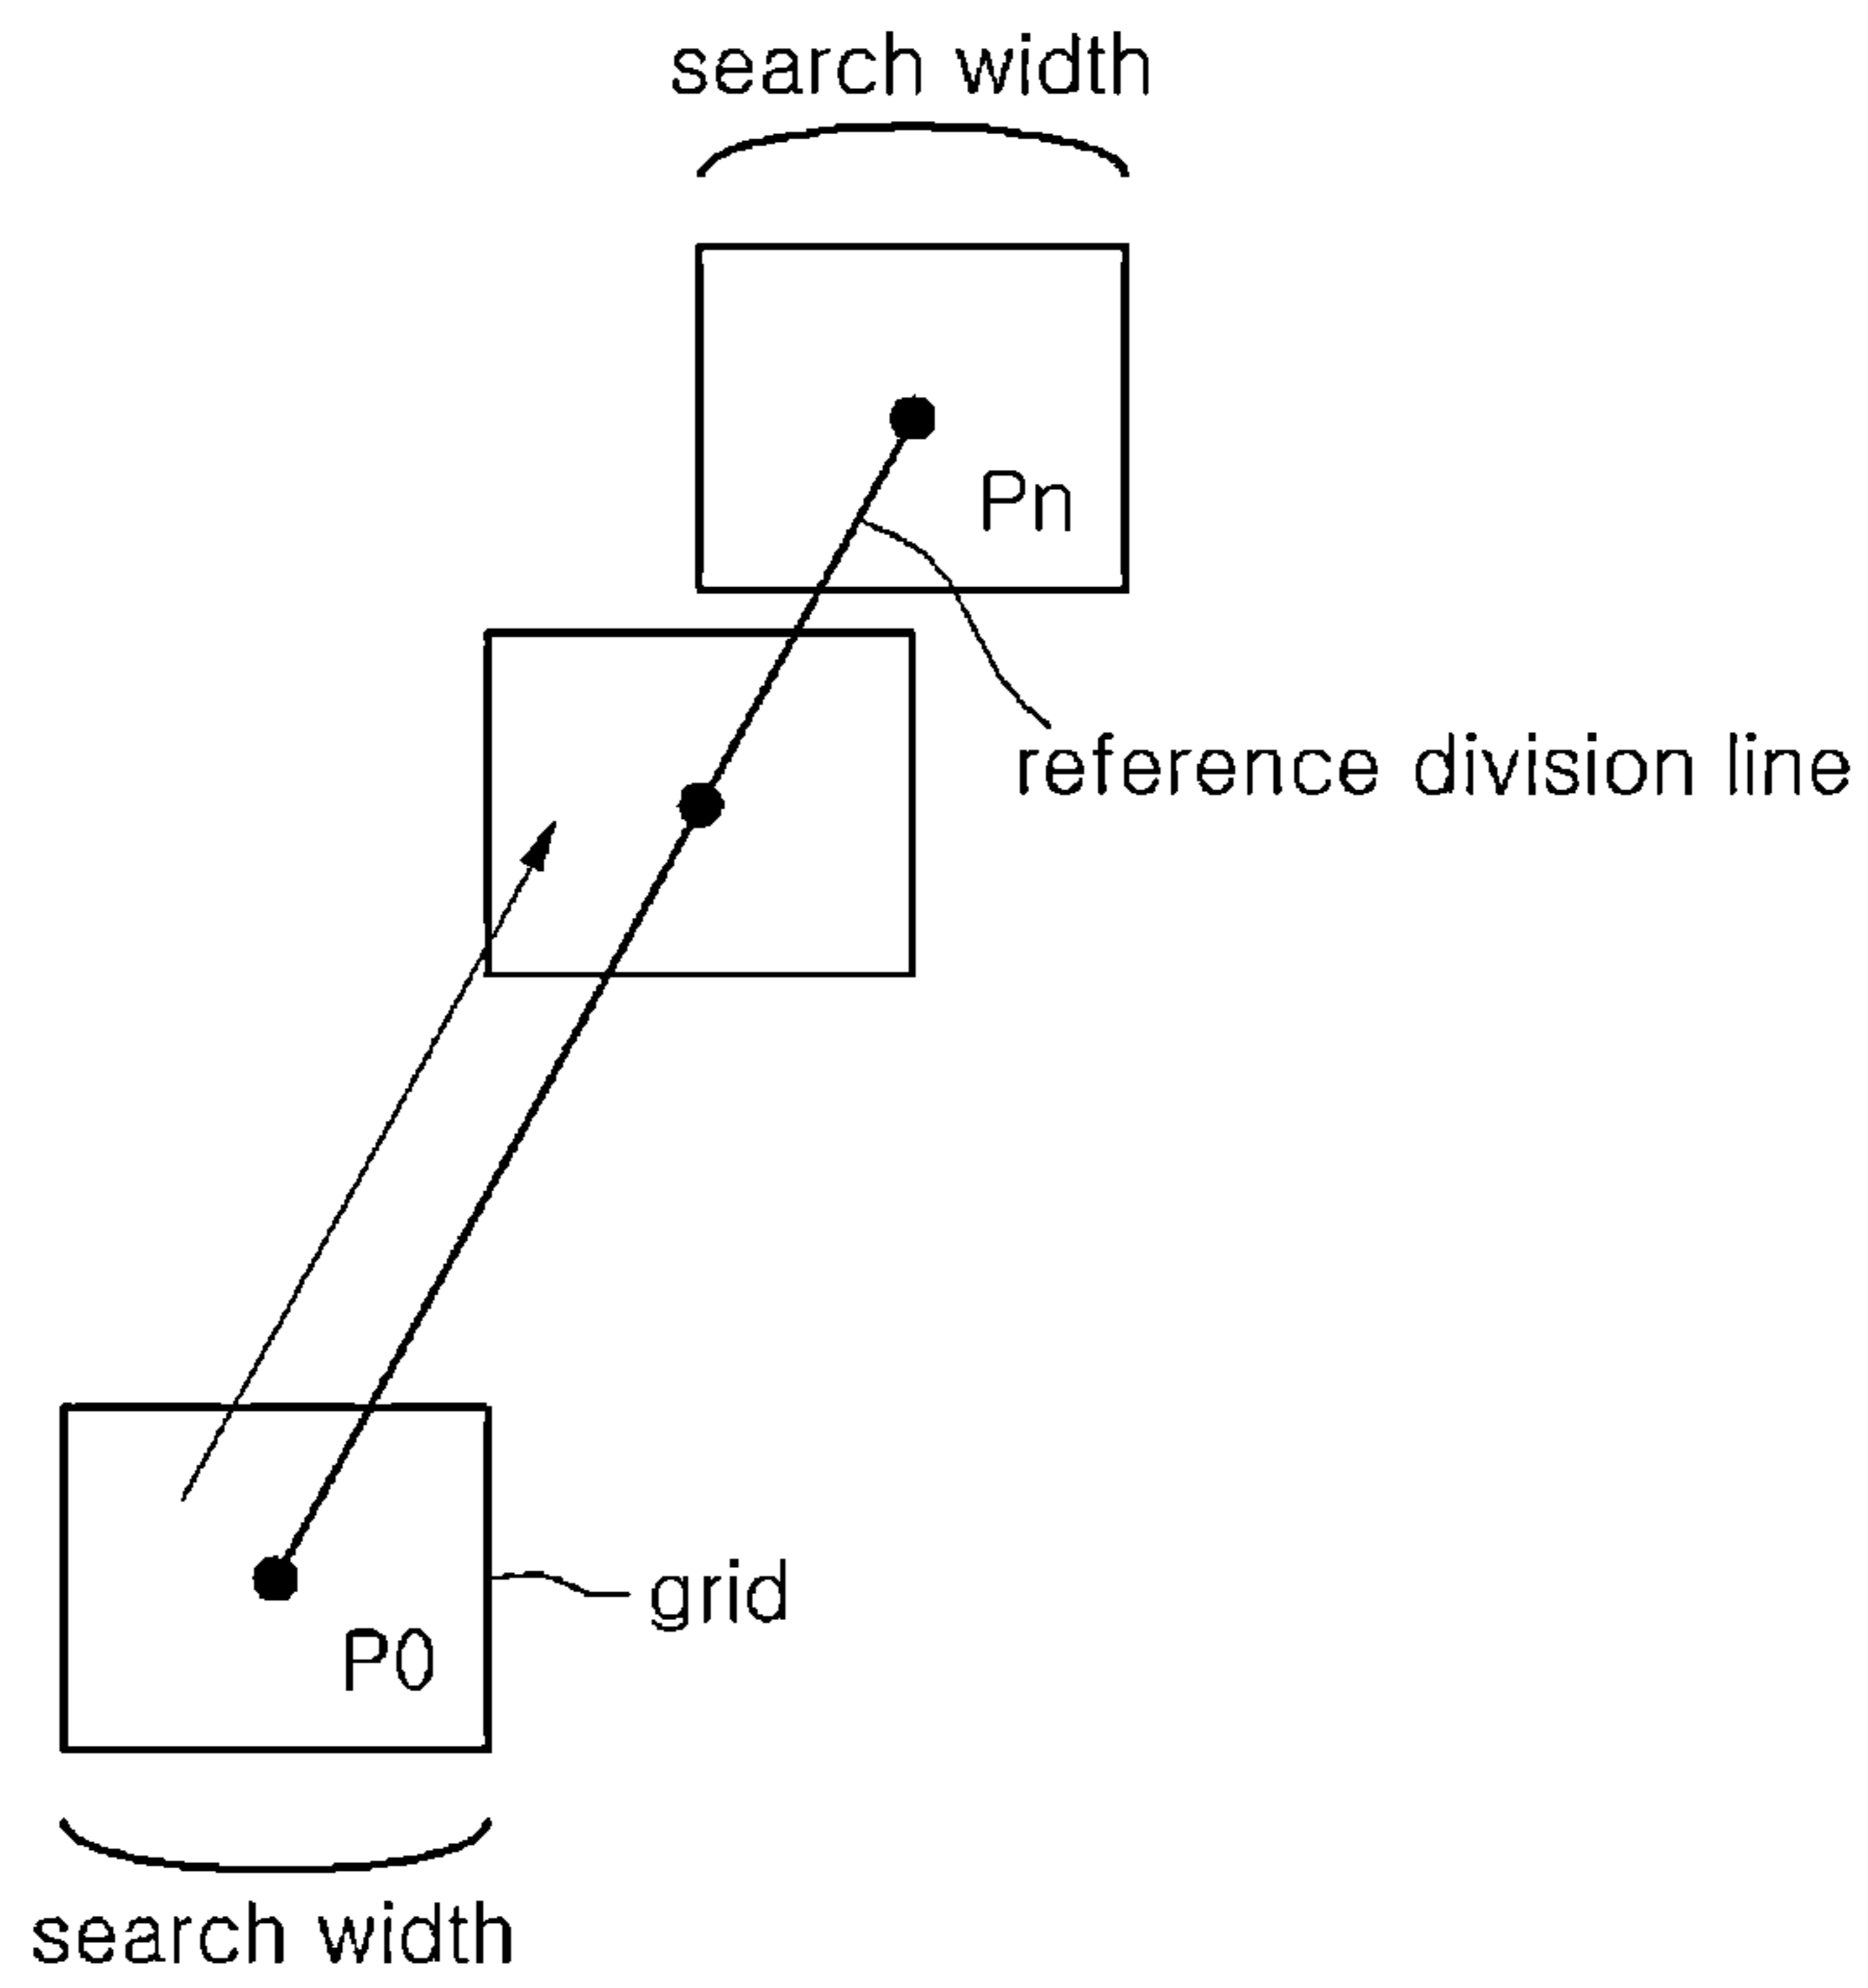 search width
Pn
reference division line
grid
P0
search width